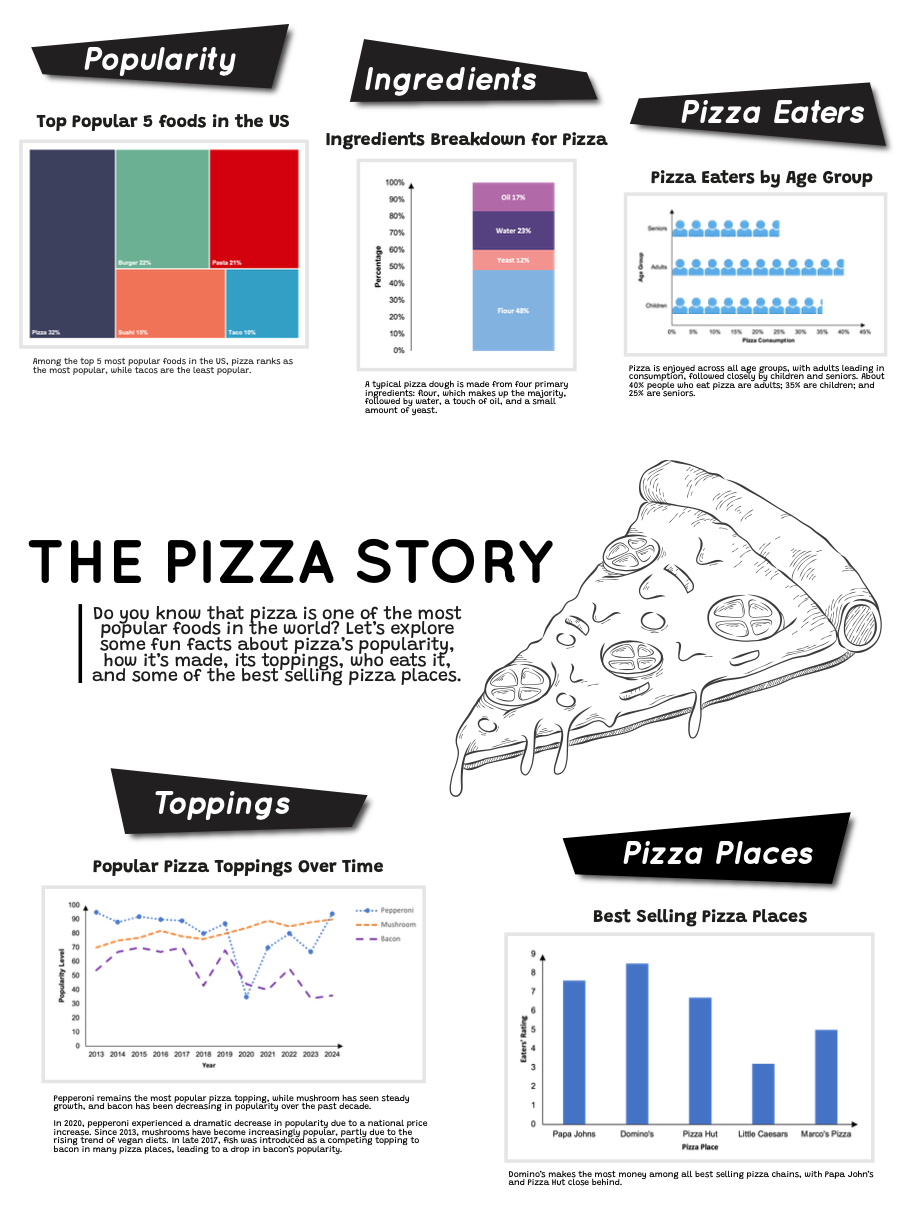 Popularity
Top Popular 5 foods in the US
Pizza 32%
Burger 22%
Pasta 21%
Sushi 15%
Taco 10%
Among the top 5 most popular foods in the US, pizza ranks as
the most popular, while tacos are the least popular.
Ingredients
Ingredients Breakdown for Pizza
Percentage
100%
90%
80%
70%
60%
50%
40%
30%
20%
10%
0%
Oil 17%
Water 23%
Yeast 12%
Flour 48%
A typical pizza dough is made from four primary
ingredients: flour, which makes up the majority,
followed by water, a touch of oil, and a small
amount of yeast.
Pizza Eaters
Pizza Eaters by Age Group
Age Group
Seniors
Adults
Children
0% 5% 10% 15% 20% 25% 30% 35% 40% 45%
Pizza Consumption
Pizza is enjoyed across all age groups, with adults leading in
consumption, followed closely by children and seniors. About
40% people who eat pizza are adults; 35% are children; and
25% are seniors.
THE PIZZA STORY
Do you know that pizza is one of the most
popular foods in the world? Let's explore
some fun facts about pizza's popularity,
how it's made, its toppings, who eats it,
and some of the best selling pizza places.
Toppings
Popular Pizza Toppings Over Time
Popularity Level
100
90
80
70
60
50
40
30
20
10
0
2013 2014 2015 2016 2017 2018 2019 2020 2021 2022 2023 2024
Year
Pepperoni
Mushroom
Bacon
Pepperoni remains the most popular pizza topping, while mushroom has seen steady
growth, and bacon has been decreasing in popularity over the past decade.
In 2020, pepperoni experienced a dramatic decrease in popularity due to a national price
increase. Since 2013, mushrooms have become increasingly popular, partly due to the
rising trend of vegan diets. In late 2017, fish was introduced as a competing topping to
bacon in many pizza places, leading to a drop in bacon's popularity.
Pizza Places
Best Selling Pizza Places
Eaters' Rating
9
8
7
6
5
4
3
2
1
0
Papa Johns Domino's Pizza Hut Little Caesars Marco's Pizza
Pizza Place
Domino's makes the most money among all best selling pizza chains, with Papa John's
and Pizza Hut close behind.